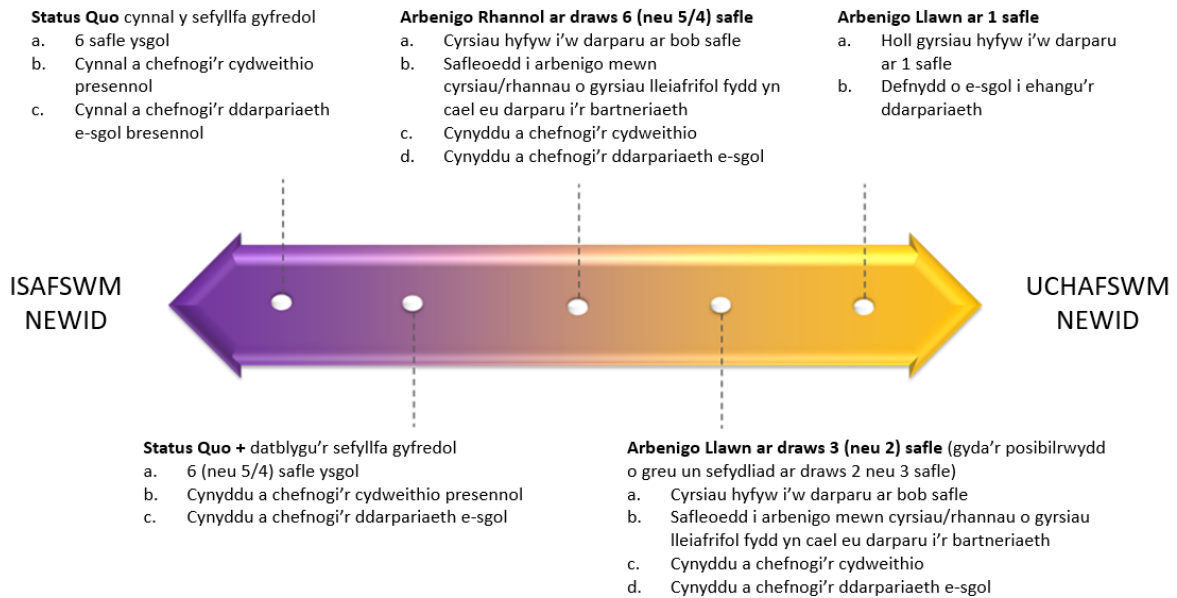 Status Quo cynnal y sefyllfa gyfredol
a. 6 safle ysgol
b. Cynnal a chefnogi'r cydweithio
presennol
c. Cynnal a chefnogi'r ddarpariaeth
e-sgol bresennol
Arbenigo Rhannol ar draws 6 (neu 5/4) safle
a. Cyrsiau hyfyw i'w darparu ar bob safle
b. Safleoedd i arbenigo mewn
cyrsiau/rhannau o gyrsiau lleiafrifol fydd yn
cael eu darparu i'r bartneriaeth
c. Cynyddu a chefnogi'r cydweithio
d. Cynyddu a chefnogi'r ddarpariaeth e-sgol
Arbenigo Llawn ar 1 safle
a. Holl gyrsiau hyfyw i'w darparu
ar 1 safle
b. Defnydd o e-sgol i ehangu'r
ddarpariaeth
ISAFSWM
NEWID
UCHAFSWM
NEWID
Status Quo + datblygu'r sefyllfa gyfredol
a. 6 (neu 5/4) safle ysgol
b. Cynyddu a chefnogi'r cydweithio presennol
c. Cynyddu a chefnogi'r ddarpariaeth e-sgol
Arbenigo Llawn ar draws 3 (neu 2) safle (gyda'r posibilrwydd
o greu un sefydliad ar draws 2 neu 3 safle)
a. Cyrsiau hyfyw i'w darparu ar bob safle
b. Safleoedd i arbenigo mewn cyrsiau/rhannau o gyrsiau
lleiafrifol fydd yn cael eu darparu i'r bartneriaeth
c. Cynyddu a chefnogi'r cydweithio
d. Cynyddu a chefnogi'r ddarpariaeth e-sgol